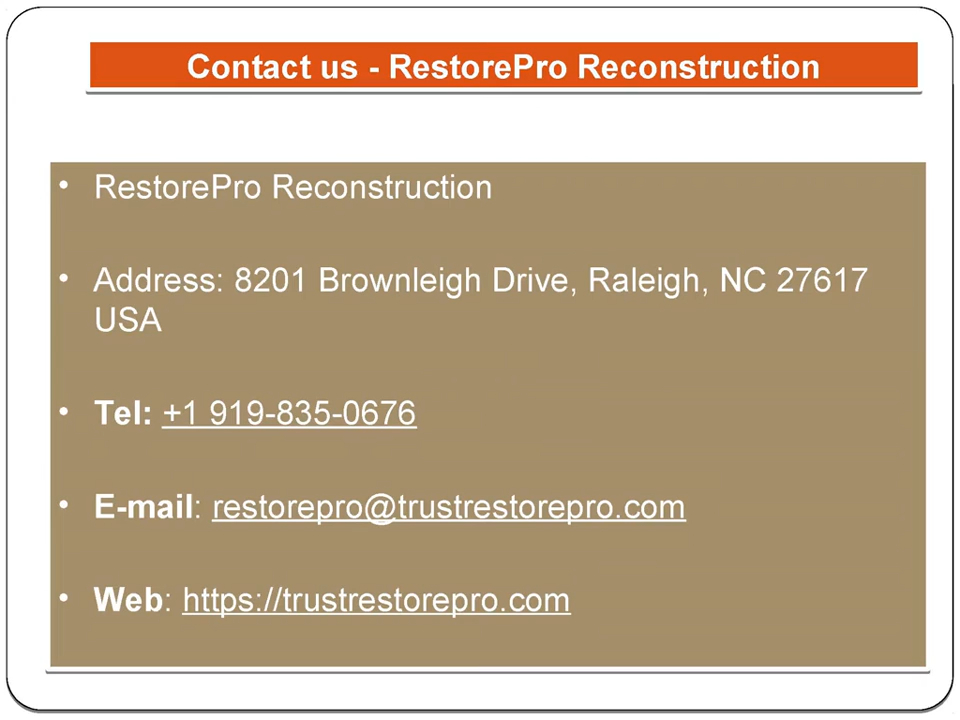 Contact us - RestorePro Reconstruction
• RestorePro Reconstruction
• Address: 8201 Brownleigh Drive, Raleigh, NC 27617
USA
• Tel: +1 919-835-0676
• E-mail: restorepro@trustrestorepro.com
• Web: https://trustrestorepro.com